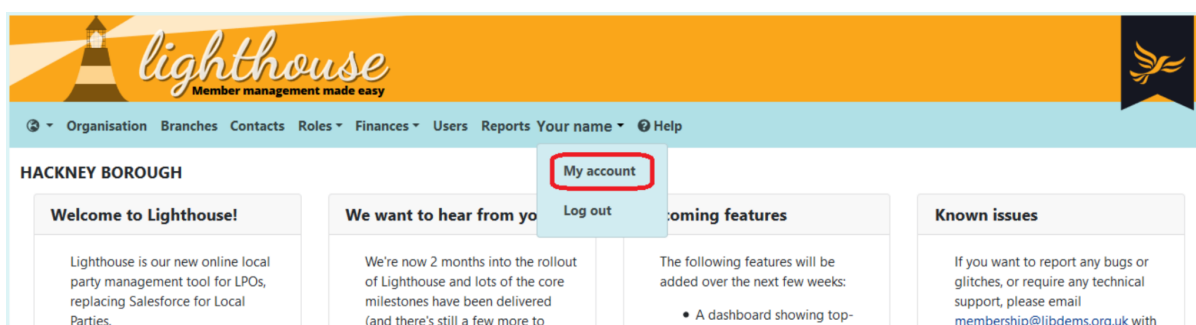 lighthouse
Member management made easy
Organisation Branches Contacts Roles Finances Users Reports Your name Help
HACKNEY BOROUGH
My account
Log out
Welcome to Lighthouse!
Lighthouse is our new online local
party management tool for LPOs,
replacing Salesforce for Local
Parties.
We want to hear from yo
We're now 2 months into the rollout
of Lighthouse and lots of the core
milestones have been delivered
(and there's still a few more to
coming features
The following features will be
added over the next few weeks:
• A dashboard showing top-
Known issues
If you want to report any bugs or
glitches, or require any technical
support, please email
membership@libdems.org.uk with